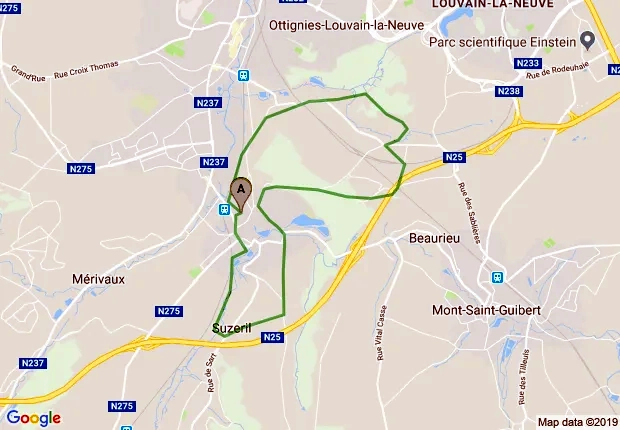 N275
LOUVAIN-LA-NEUVE
Ottignies-Louvain-la-Neuve
Parc scientifique Einstein
Grand'Rue
Rue Croix Thomas
N233
Rue de Rodeuhaie
N238
N237
N237
N25
N275
A
Rue des Sablières
Beaurieu
Mérivaux
N275
Mont-Saint-Guibert
Suzeril
Rue Vital Casse
N25
N237
Rue de Sart
Rue des Tilleuls
N275
N275
Google
Map data ©2019